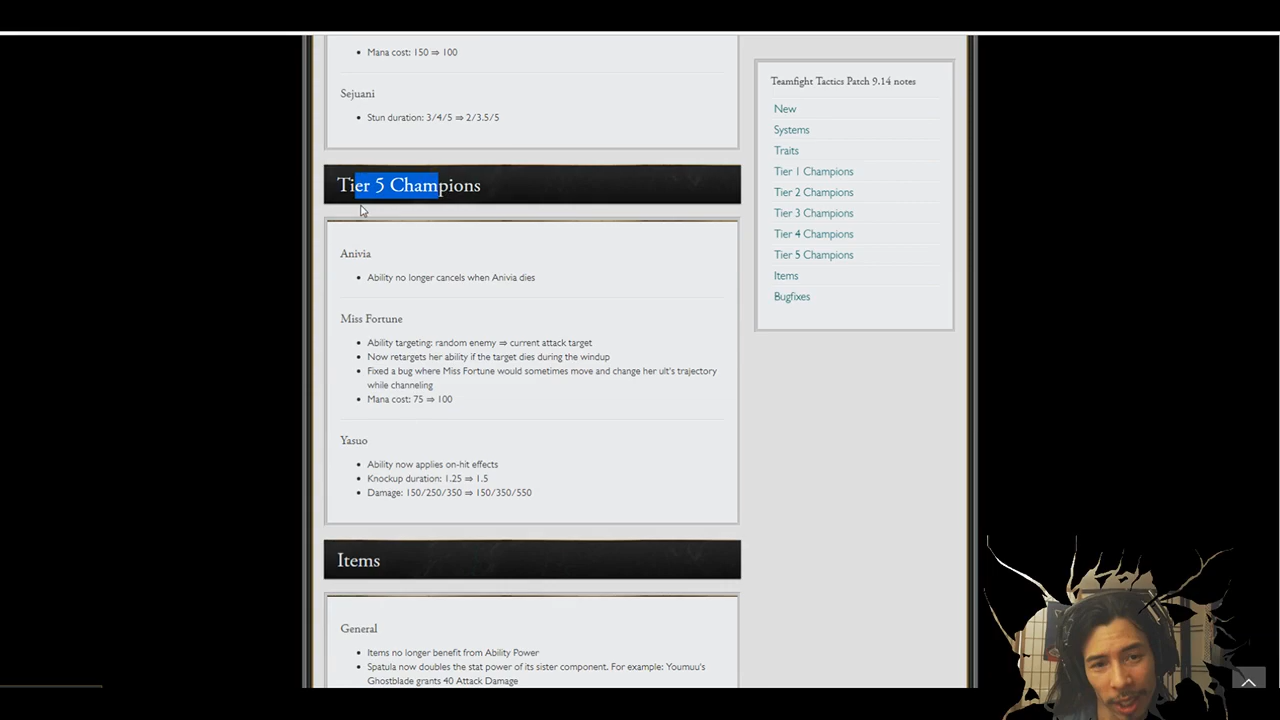 Mana cost: 150 ⇒ 100
Sejuani
Stun duration: 3/4/5 ⇒ 2/3.5/5
Tier 5 Champions
Anivia
Ability no longer cancels when Anivia dies
Miss Fortune
Ability targeting: random enemy ⇒ current attack target
Now retargets her ability if the target dies during the windup
Fixed a bug where Miss Fortune would sometimes move and change her ult's trajectory
while channeling
Mana cost: 75 ⇒ 100
Yasuo
Ability now applies on-hit effects
Knockup duration: 1.25 ⇒ 1.5
Damage: 150/250/350 ⇒ 150/350/550
Items
General
Items no longer benefit from Ability Power
Spatula now doubles the stat power of its sister component. For example: Youmuu's
Ghostblade grants 40 Attack Damage
Teamfight Tactics Patch 9.14 notes
New
Systems
Traits
Tier 1 Champions
Tier 2 Champions
Tier 3 Champions
Tier 4 Champions
Tier 5 Champions
Items
Bugfixes